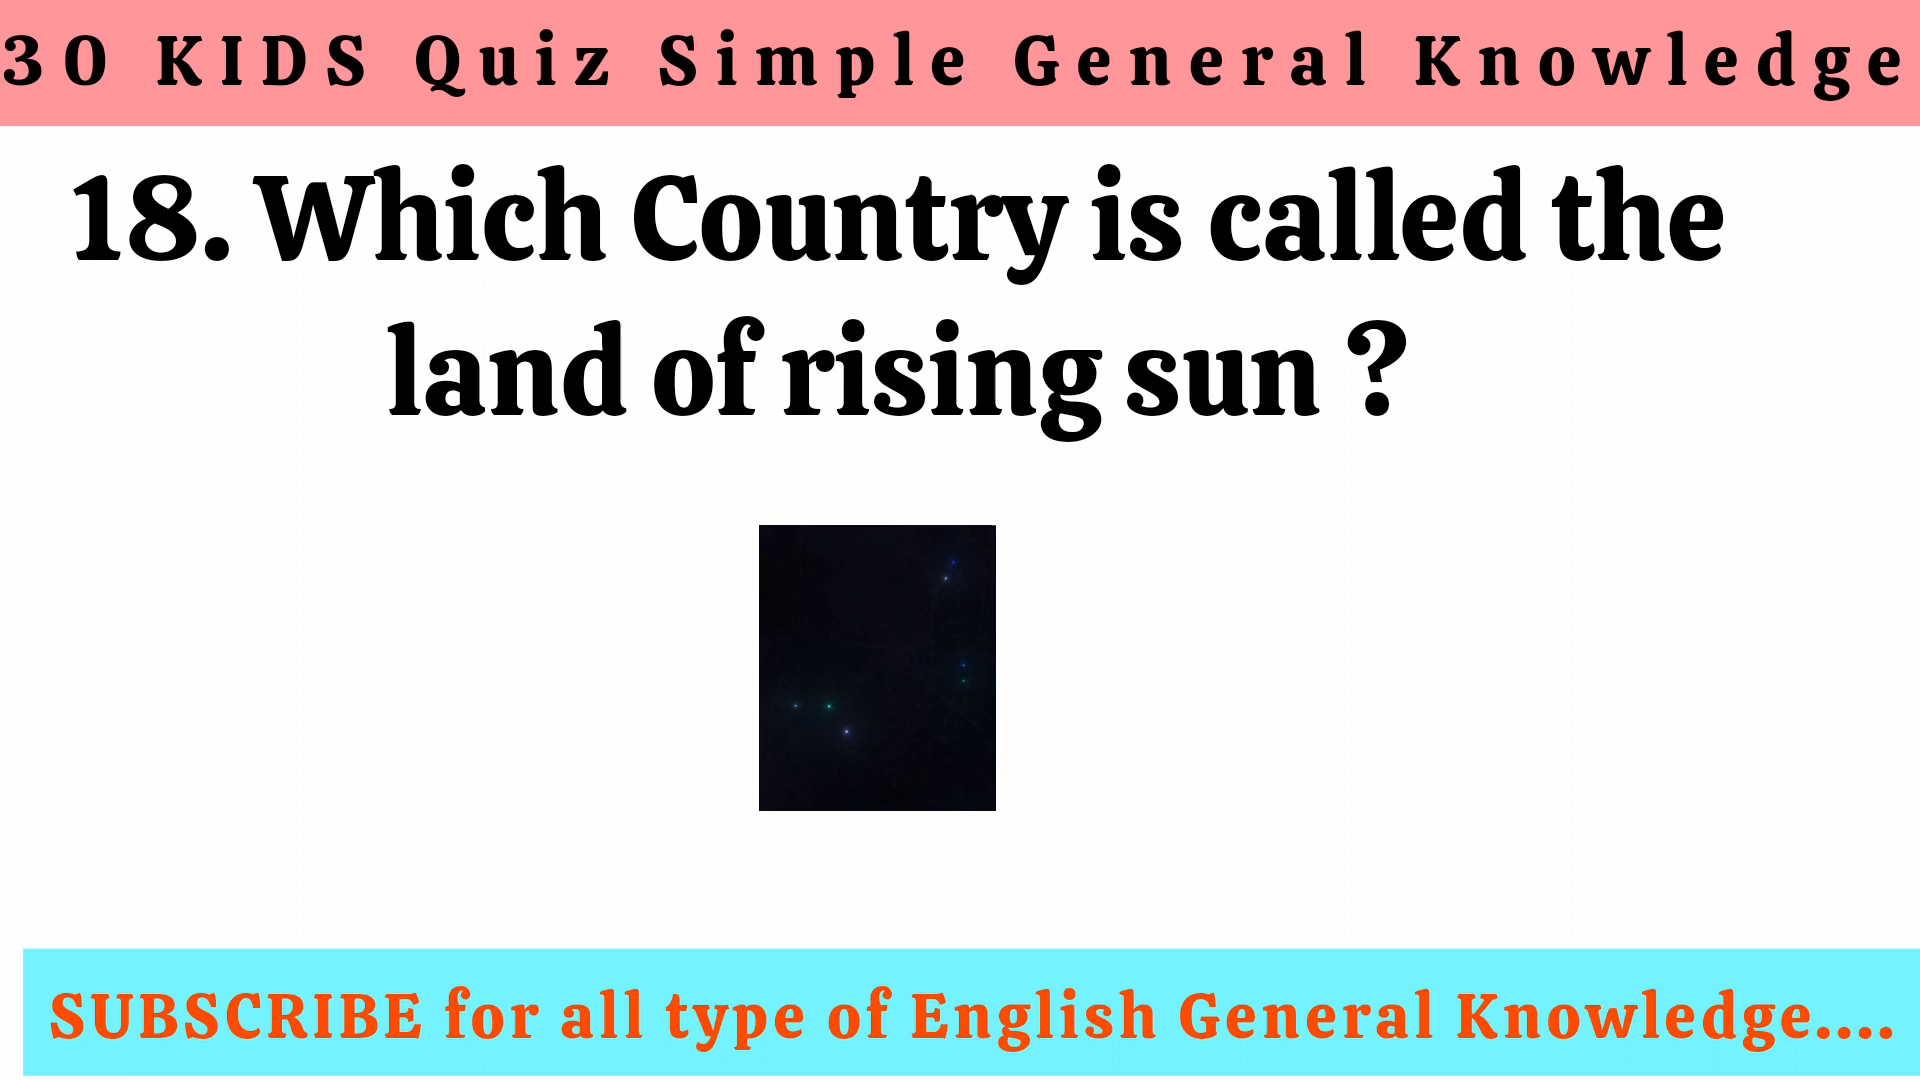 30 KIDS Quiz Simple General Knowledge
18. Which Country is called the
land of rising sun ?
SUBSCRIBE for all type of English General Knowledge....